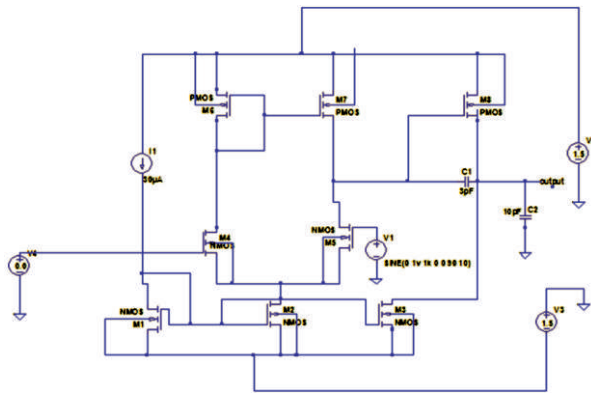 PMOS
M6
M7
PMOS
M8
PMOS
V
1.5
I1
30µA
C1
3pF
output
10pF
C2
M4
NMOS
NMOS
M5
V1
SINE(0 1v 1k 0 0 90 10)
V4
0.0
NMOS
M1
M2
NMOS
M3
NMOS
V3
1.5